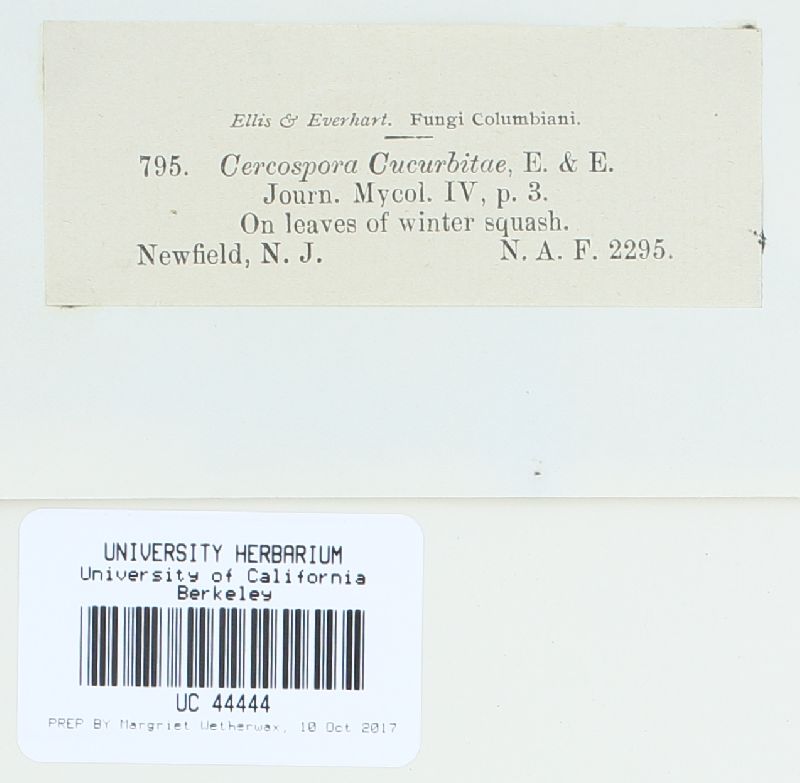 Ellis & Everhart. Fungi Columbiani.
795. Cercospora Cucurbitae, E. & E.
Journ. Mycol. IV, p. 3.
On leaves of winter squash.
Newfield, N. J. N. A. F. 2295.
UNIVERSITY HERBARIUM
University of California
Berkeley
UC 44444
PREP BY Margriet Wetherwax, 10 Oct 2017